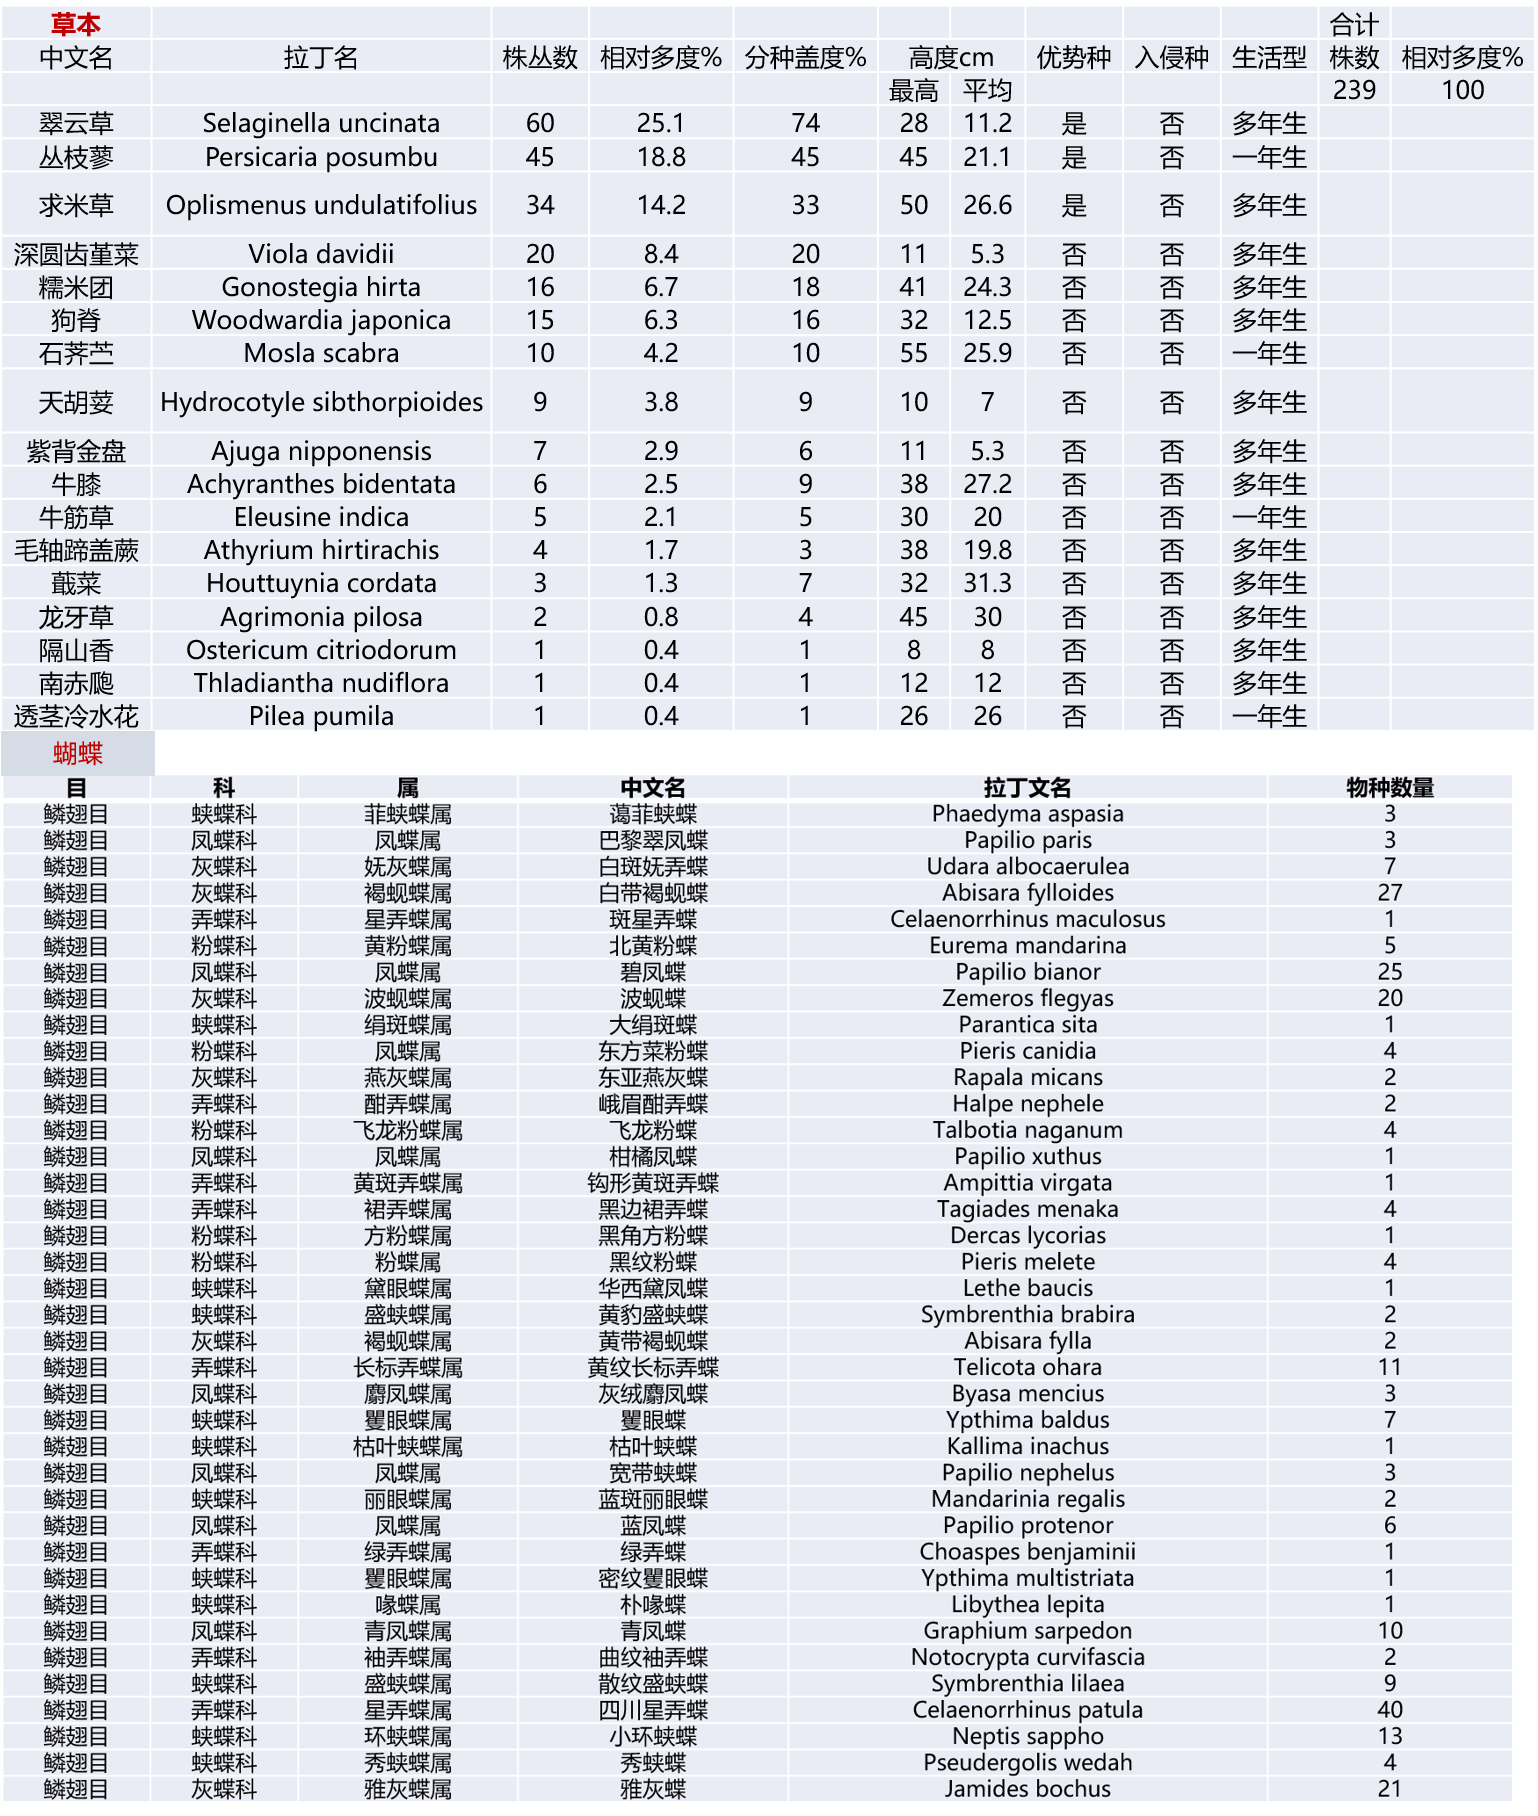 草本 合计
中文名 拉丁名 株丛数 相对多度% 分种盖度% 高度cm 优势种 入侵种 生活型 株数 相对多度%
最高 平均 239 100
翠云草 Selaginella uncinata 60 25.1 74 28 11.2 是 否 多年生
丛枝蓼 Persicaria posumbu 45 18.8 45 45 21.1 是 否 一年生
求米草 Oplismenus undulatifolius 34 14.2 33 50 26.6 是 否 多年生
深圆齿堇菜 Viola davidii 20 8.4 20 11 5.3 否 否 多年生
糯米团 Gonostegia hirta 16 6.7 18 41 24.3 否 否 多年生
狗脊 Woodwardia japonica 15 6.3 16 32 12.5 否 否 多年生
石荠苎 Mosla scabra 10 4.2 10 55 25.9 否 否 一年生
天胡荽 Hydrocotyle sibthorpioides 9 3.8 9 10 7 否 否 多年生
紫背金盘 Ajuga nipponensis 7 2.9 6 11 5.3 否 否 多年生
牛膝 Achyranthes bidentata 6 2.5 9 38 27.2 否 否 多年生
牛筋草 Eleusine indica 5 2.1 5 30 20 否 否 一年生
毛轴蹄盖蕨 Athyrium hirtirachis 4 1.7 3 38 19.8 否 否 多年生
蕺菜 Houttuynia cordata 3 1.3 7 32 31.3 否 否 多年生
龙牙草 Agrimonia pilosa 2 0.8 4 45 30 否 否 多年生
隔山香 Ostericum citriodorum 1 0.4 1 8 8 否 否 多年生
南赤瓟 Thladiantha nudiflora 1 0.4 1 12 12 否 否 多年生
透茎冷水花 Pilea pumila 1 0.4 1 26 26 否 否 一年生
蝴蝶
目 科 属 中文名 拉丁文名 物种数量
鳞翅目 蛱蝶科 菲蛱蝶属 蔼菲蛱蝶 Phaedyma aspasia 3
鳞翅目 凤蝶科 凤蝶属 巴黎翠凤蝶 Papilio paris 3
鳞翅目 灰蝶科 妩灰蝶属 白斑妩弄蝶 Udara albocaerulea 7
鳞翅目 灰蝶科 褐蚬蝶属 白带褐蚬蝶 Abisara fylloides 27
鳞翅目 弄蝶科 星弄蝶属 斑星弄蝶 Celaenorrhinus maculosus 1
鳞翅目 粉蝶科 黄粉蝶属 北黄粉蝶 Eurema mandarina 5
鳞翅目 凤蝶科 凤蝶属 碧凤蝶 Papilio bianor 25
鳞翅目 灰蝶科 波蚬蝶属 波蚬蝶 Zemeros flegyas 20
鳞翅目 蛱蝶科 绢斑蝶属 大绢斑蝶 Parantica sita 1
鳞翅目 粉蝶科 凤蝶属 东方菜粉蝶 Pieris canidia 4
鳞翅目 灰蝶科 燕灰蝶属 东亚燕灰蝶 Rapala micans 2
鳞翅目 弄蝶科 酣弄蝶属 峨眉酣弄蝶 Halpe nephele 2
鳞翅目 粉蝶科 飞龙粉蝶属 飞龙粉蝶 Talbotia naganum 4
鳞翅目 凤蝶科 凤蝶属 柑橘凤蝶 Papilio xuthus 1
鳞翅目 弄蝶科 黄斑弄蝶属 钩形黄斑弄蝶 Ampittia virgata 1
鳞翅目 弄蝶科 裙弄蝶属 黑边裙弄蝶 Tagiades menaka 4
鳞翅目 粉蝶科 方粉蝶属 黑角方粉蝶 Dercas lycorias 1
鳞翅目 粉蝶科 粉蝶属 黑纹粉蝶 Pieris melete 4
鳞翅目 蛱蝶科 黛眼蝶属 华西黛凤蝶 Lethe baucis 1
鳞翅目 蛱蝶科 盛蛱蝶属 黄豹盛蛱蝶 Symbrenthia brabira 2
鳞翅目 灰蝶科 褐蚬蝶属 黄带褐蚬蝶 Abisara fylla 2
鳞翅目 弄蝶科 长标弄蝶属 黄纹长标弄蝶 Telicota ohara 11
鳞翅目 凤蝶科 麝凤蝶属 灰绒麝凤蝶 Byasa mencius 3
鳞翅目 蛱蝶科 矍眼蝶属 矍眼蝶 Ypthima baldus 7
鳞翅目 蛱蝶科 枯叶蛱蝶属 枯叶蛱蝶 Kallima inachus 1
鳞翅目 凤蝶科 凤蝶属 宽带蛱蝶 Papilio nephelus 3
鳞翅目 蛱蝶科 丽眼蝶属 蓝斑丽眼蝶 Mandarinia regalis 2
鳞翅目 凤蝶科 凤蝶属 蓝凤蝶 Papilio protenor 6
鳞翅目 弄蝶科 绿弄蝶属 绿弄蝶 Choaspes benjaminii 1
鳞翅目 蛱蝶科 矍眼蝶属 密纹矍眼蝶 Ypthima multistriata 1
鳞翅目 蛱蝶科 喙蝶属 朴喙蝶 Libythea lepita 1
鳞翅目 凤蝶科 青凤蝶属 青凤蝶 Graphium sarpedon 10
鳞翅目 弄蝶科 袖弄蝶属 曲纹袖弄蝶 Notocrypta curvifascia 2
鳞翅目 蛱蝶科 盛蛱蝶属 散纹盛蛱蝶 Symbrenthia lilaea 9
鳞翅目 弄蝶科 星弄蝶属 四川星弄蝶 Celaenorrhinus patula 40
鳞翅目 蛱蝶科 环蛱蝶属 小环蛱蝶 Neptis sappho 13
鳞翅目 蛱蝶科 秀蛱蝶属 秀蛱蝶 Pseudergolis wedah 4
鳞翅目 灰蝶科 雅灰蝶属 雅灰蝶 Jamides bochus 21